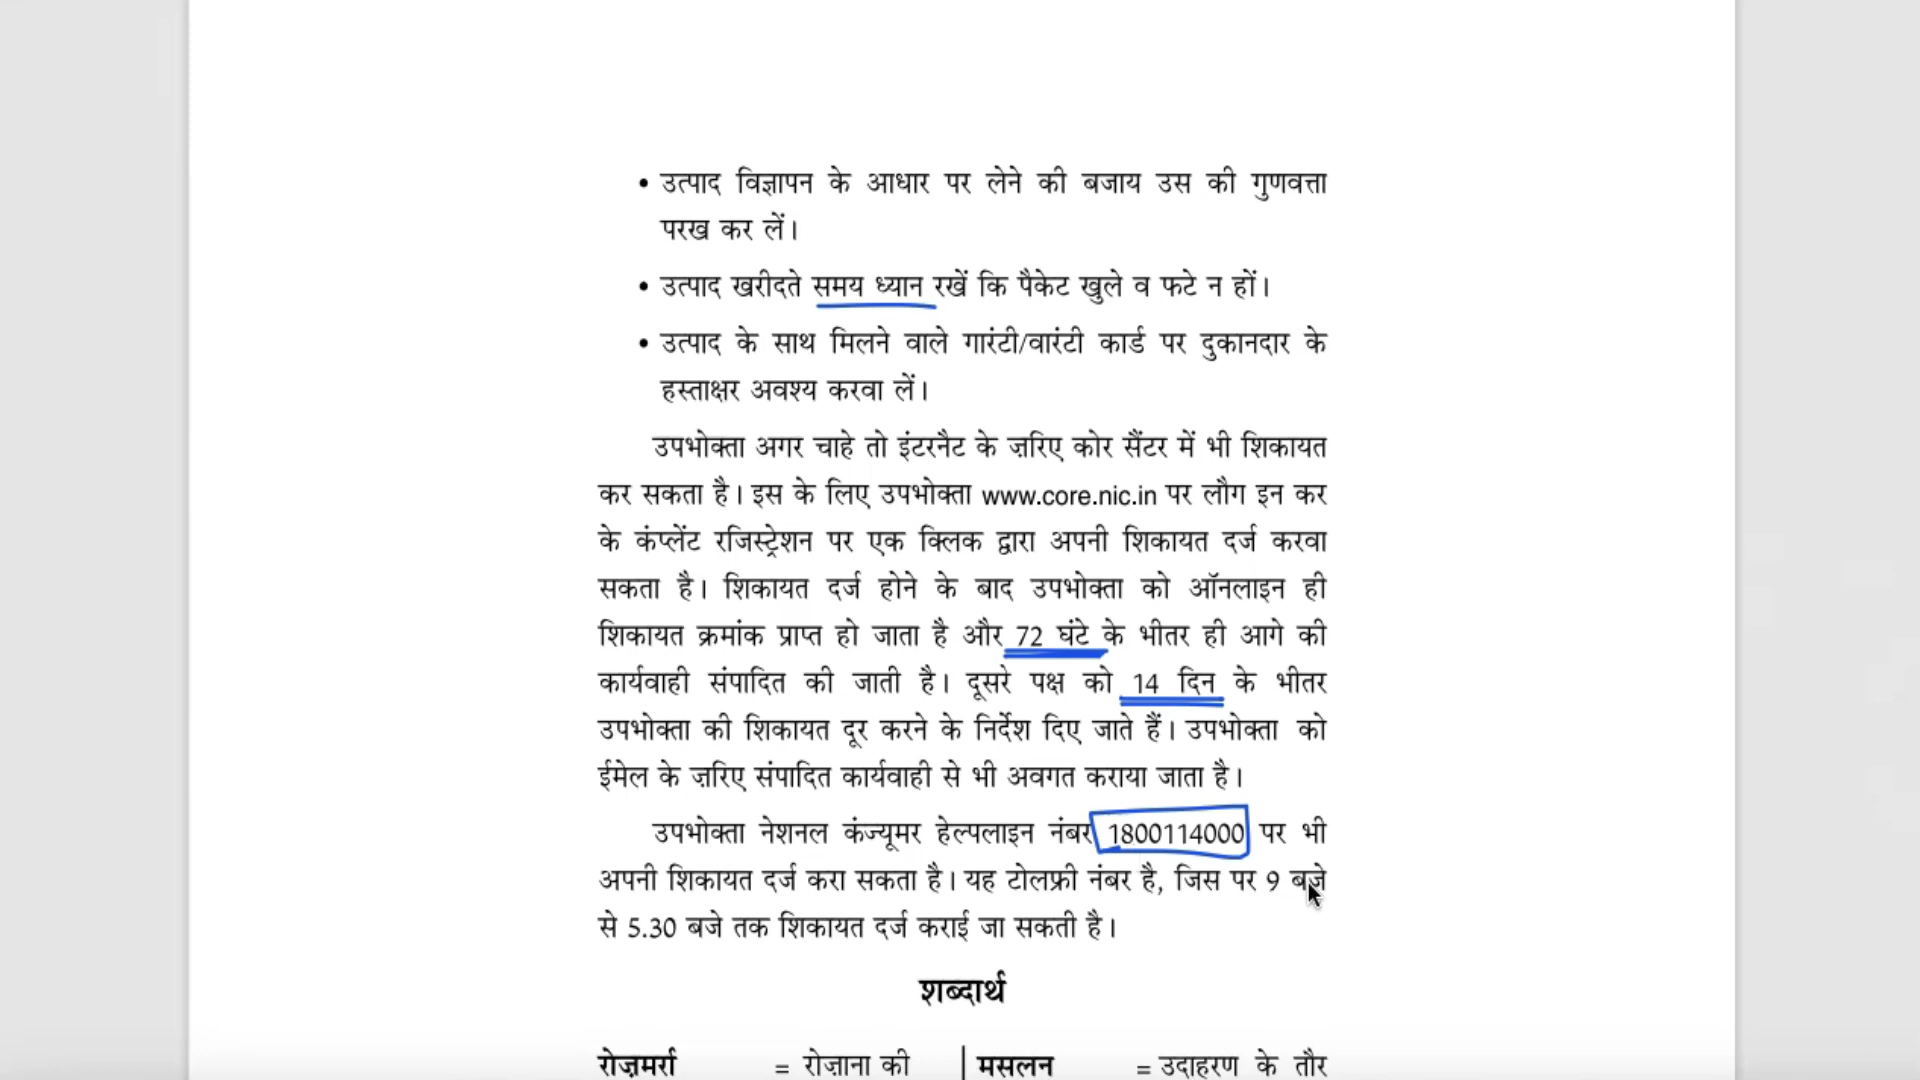 • उत्पाद विज्ञापन के आधार पर लेने की बजाय उस की गुणवत्ता
परख कर लें।
• उत्पाद खरीदते समय ध्यान रखें कि पैकेट खुले व फटे न हों।
• उत्पाद के साथ मिलने वाले गारंटी/वारंटी कार्ड पर दुकानदार के
हस्ताक्षर अवश्य करवा लें।
उपभोक्ता अगर चाहे तो इंटरनैट के ज़रिए कोर सैंटर में भी शिकायत
कर सकता है। इस के लिए उपभोक्ता www.core.nic.in पर लौग इन कर
के कंप्लेंट रजिस्ट्रेशन पर एक क्लिक द्वारा अपनी शिकायत दर्ज करवा
सकता है। शिकायत दर्ज होने के बाद उपभोक्ता को ऑनलाइन ही
शिकायत क्रमांक प्राप्त हो जाता है और 72 घंटे के भीतर ही आगे की
कार्यवाही संपादित की जाती है। दूसरे पक्ष को 14 दिन के भीतर
उपभोक्ता की शिकायत दूर करने के निर्देश दिए जाते हैं। उपभोक्ता को
ईमेल के ज़रिए संपादित कार्यवाही से भी अवगत कराया जाता है।
उपभोक्ता नेशनल कंज्यूमर हेल्पलाइन नंबर 1800114000 पर भी
अपनी शिकायत दर्ज करा सकता है। यह टोलफ्री नंबर है, जिस पर 9 बजे
से 5.30 बजे तक शिकायत दर्ज कराई जा सकती है।
शब्दार्थ
रोज़मर्रा = रोज़ाना की | मसलन = उदाहरण के तौर